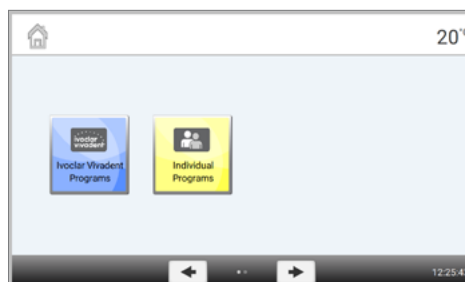 20°
ivoclar
vivadent
Ivoclar Vivadent
Programs
Individual
Programs
12:25:4